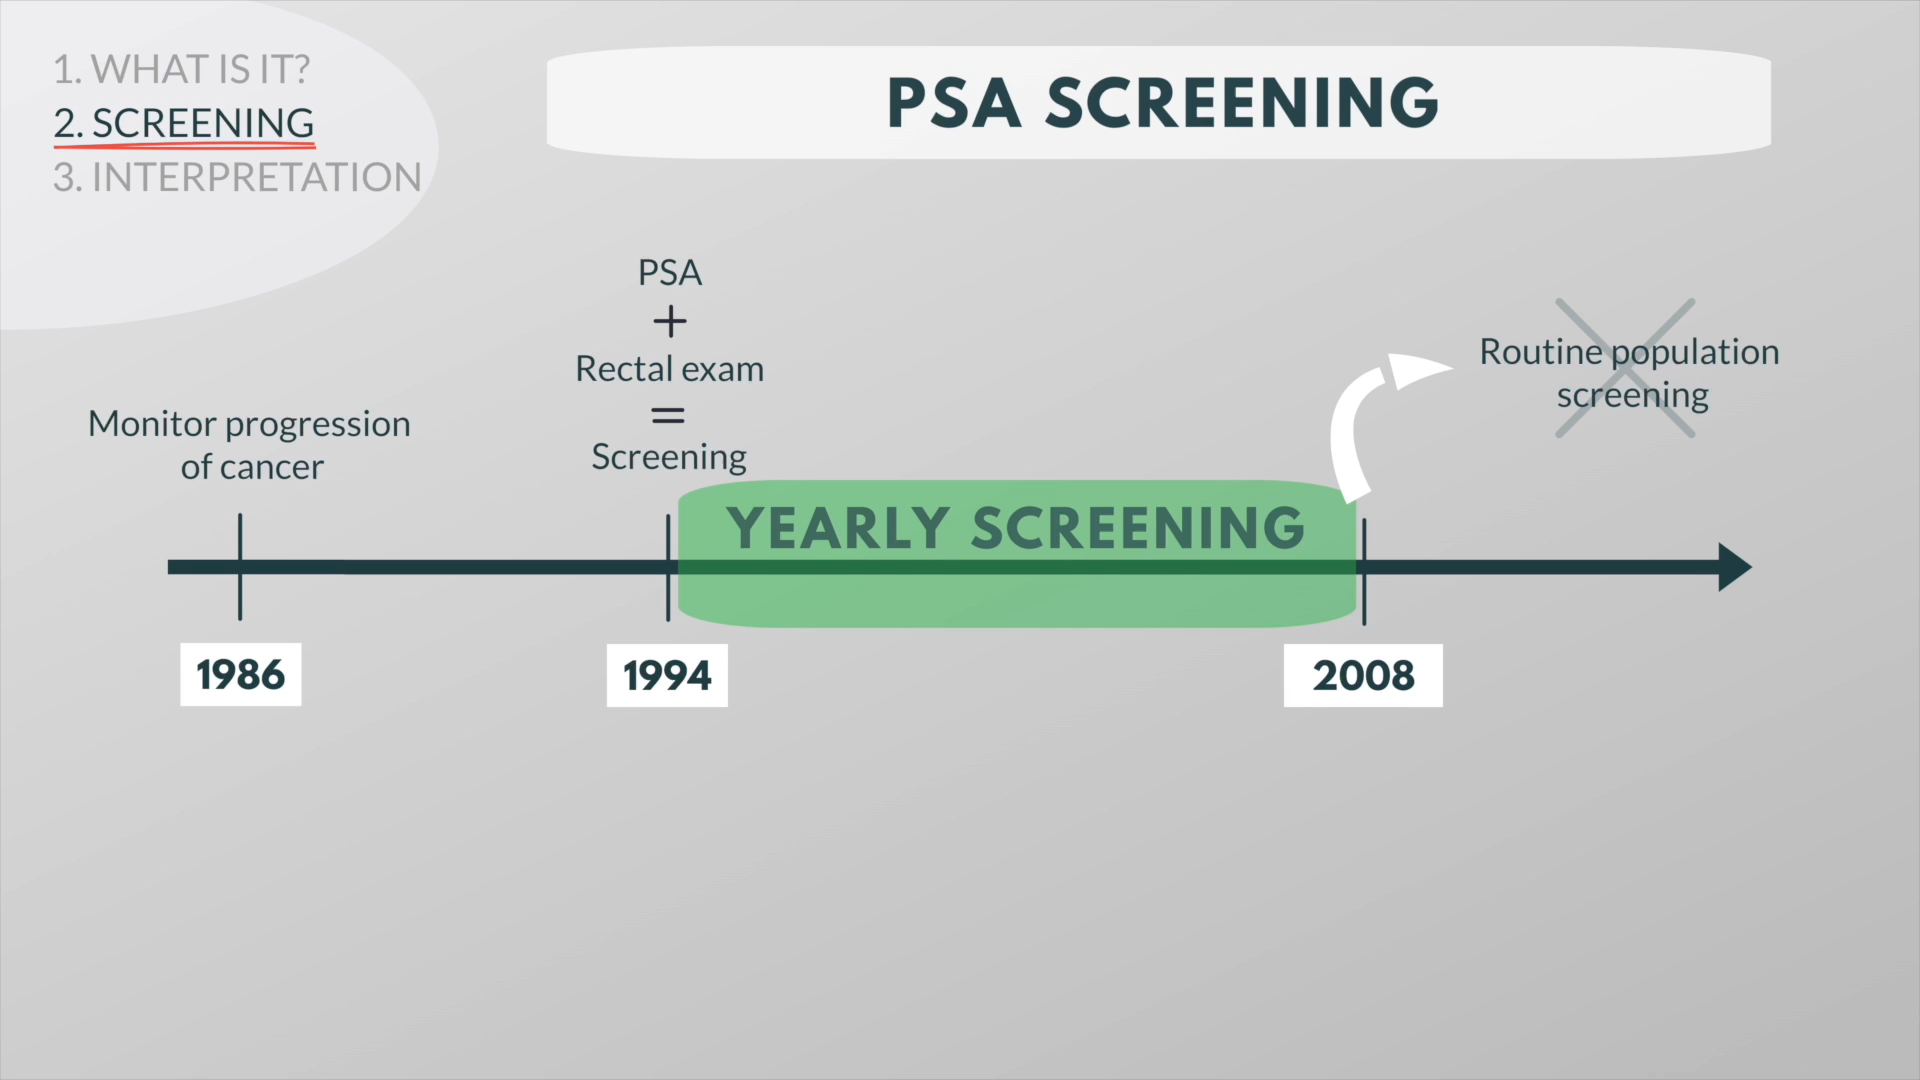 1. WHAT IS IT?
2. SCREENING
3. INTERPRETATION
PSA SCREENING
PSA
+
Rectal exam
=
Screening
Monitor progression
of cancer
Routine population
screening
YEARLY SCREENING
1986
1994
2008